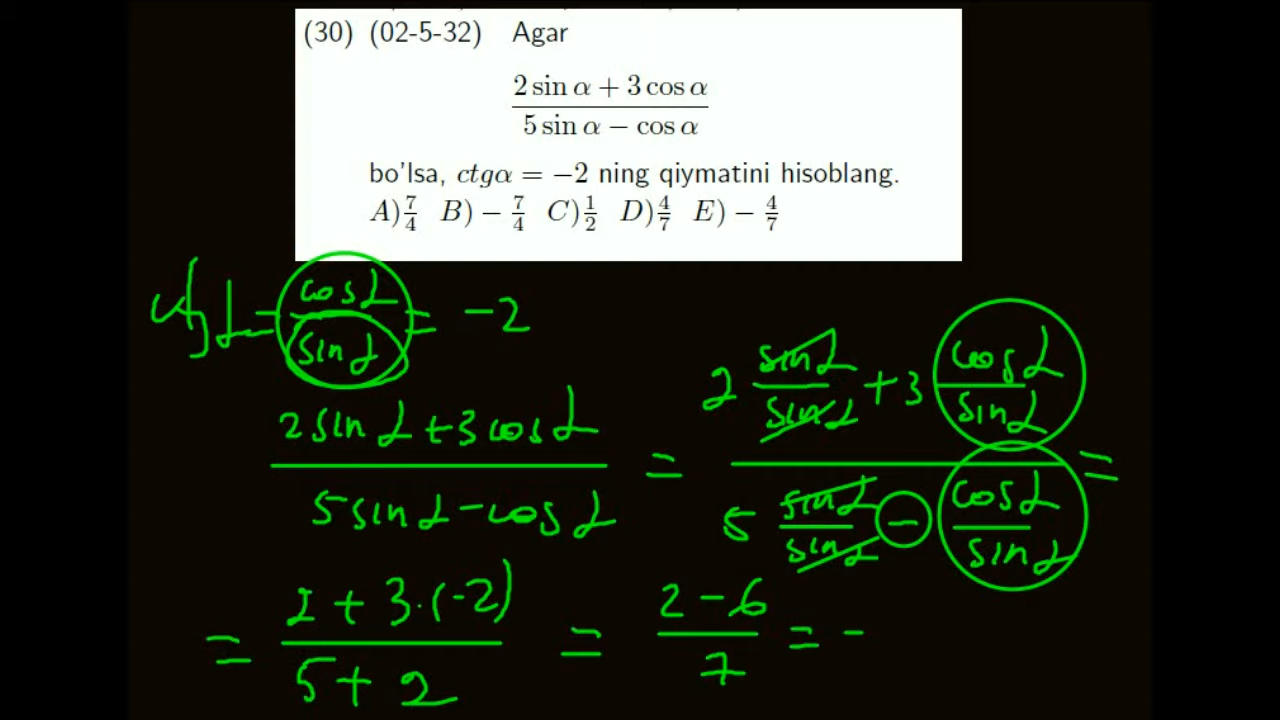 (30) (02-5-32) Agar
2 sin α + 3 cos α
5 sin α − cos α
bo'lsa, ctgα = −2 ning qiymatini hisoblang.
A) 7/4 B) − 7/4 C) 1/2 D) 4/7 E) − 4/7
ctg α = cos α / sin α = −2
(2 sin α + 3 cos α) / (5 sin α − cos α) = (2 sin α / sin α + 3 cos α / sin α) / (5 sin α / sin α − cos α / sin α) =
= (2 + 3·(−2)) / (5 + 2) = (2 − 6) / 7 = −